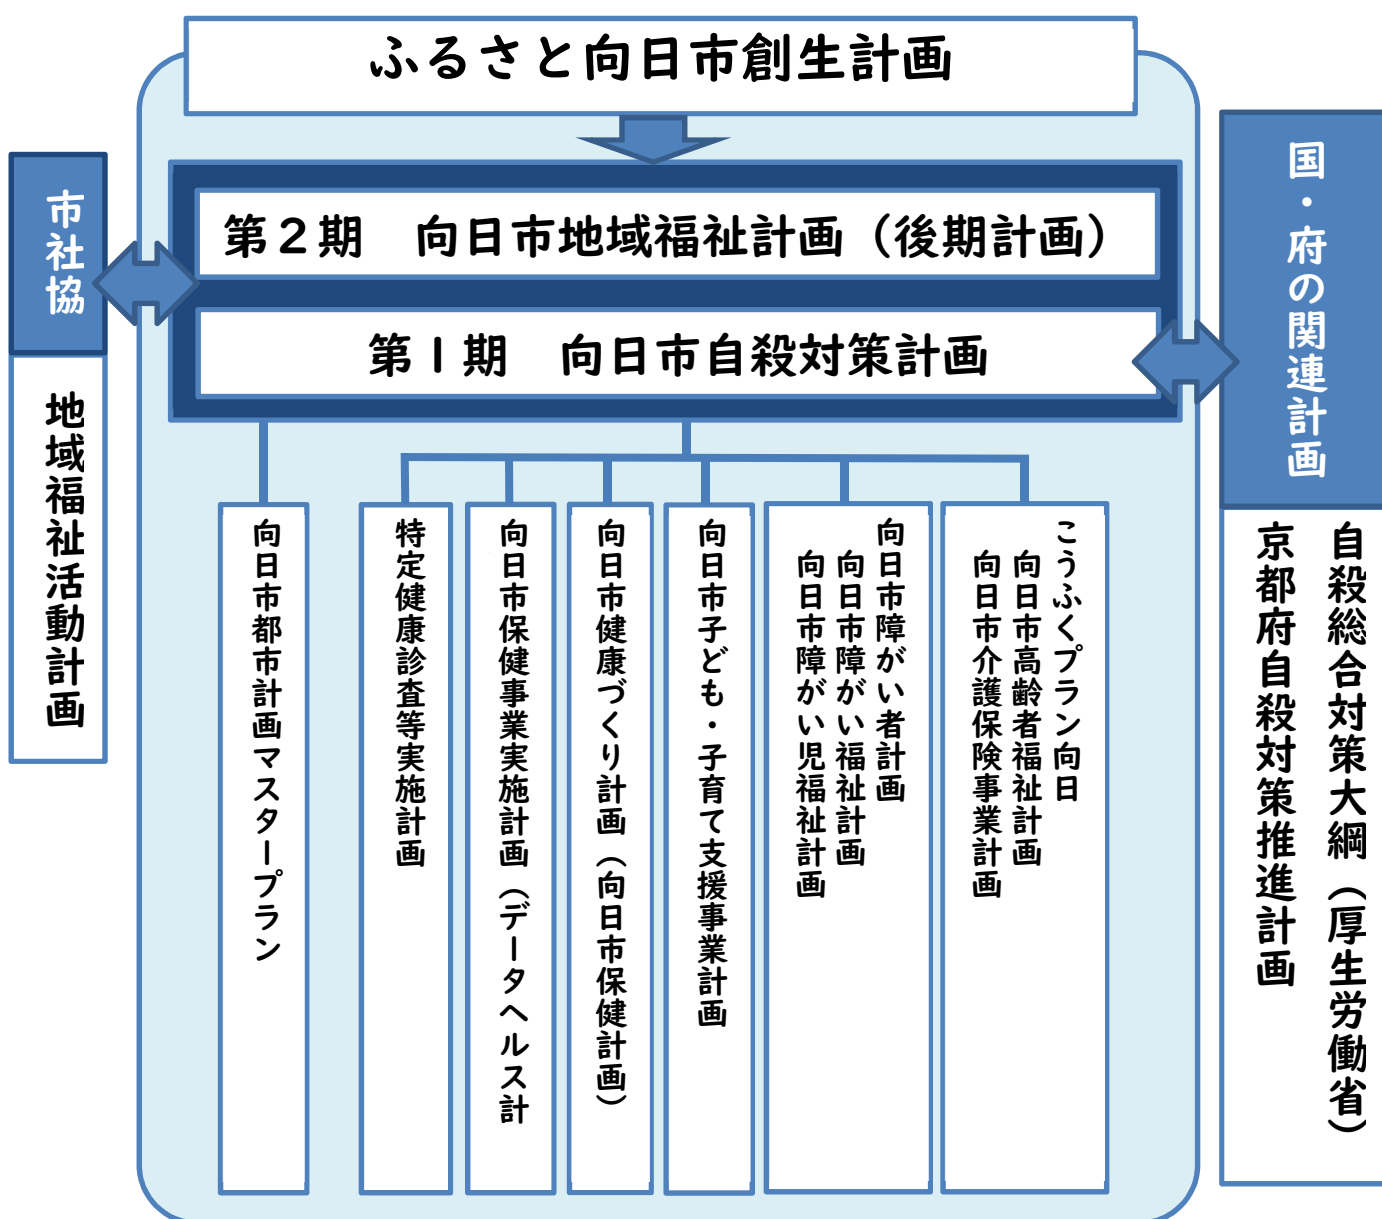 ふるさと向日市創生計画
第２期　向日市地域福祉計画（後期計画）
第１期　向日市自殺対策計画
市社協
地域福祉活動計画
国・府の関連計画
自殺総合対策大綱（厚生労働省）
京都府自殺対策推進計画
こうふくプラン向日
向日市高齢者福祉計画
向日市介護保険事業計画
向日市障がい者計画
向日市障がい福祉計画
向日市障がい児福祉計画
向日市子ども・子育て支援事業計画
向日市健康づくり計画（向日市保健計画）
向日市保健事業実施計画（データヘルス計
特定健康診査等実施計画
向日市都市計画マスタープラン